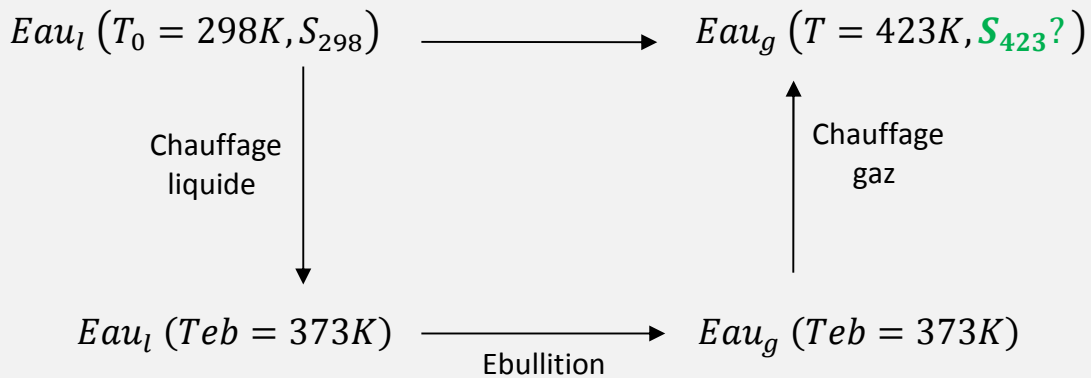 Eau_l (T_0 = 298K, S_298)
Eau_g (T = 423K, S_423?)
Chauffage
liquide
Chauffage
gaz
Eau_l (Teb = 373K)
Ebullition
Eau_g (Teb = 373K)